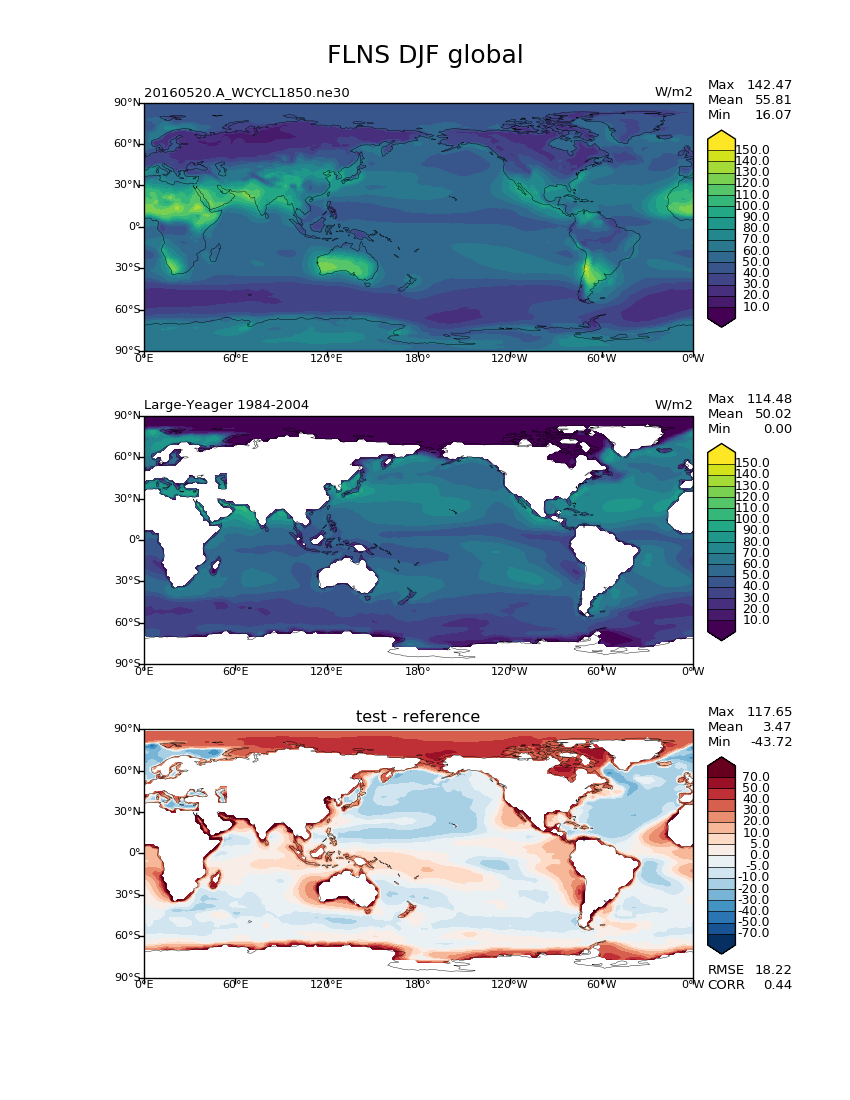 FLNS DJF global
20160520.A_WCYCL1850.ne30 W/m2
Max 142.47
Mean 55.81
Min 16.07
90°N
60°N
30°N
0°
30°S
60°S
90°S
0°E 60°E 120°E 180° 120°W 60°W 0°W
150.0
140.0
130.0
120.0
110.0
100.0
90.0
80.0
70.0
60.0
50.0
40.0
30.0
20.0
10.0
Large-Yeager 1984-2004 W/m2
Max 114.48
Mean 50.02
Min 0.00
90°N
60°N
30°N
0°
30°S
60°S
90°S
0°E 60°E 120°E 180° 120°W 60°W 0°W
150.0
140.0
130.0
120.0
110.0
100.0
90.0
80.0
70.0
60.0
50.0
40.0
30.0
20.0
10.0
test - reference
Max 117.65
Mean 3.47
Min -43.72
90°N
60°N
30°N
0°
30°S
60°S
90°S
0°E 60°E 120°E 180° 120°W 60°W 0°W
70.0
50.0
40.0
30.0
20.0
10.0
5.0
0.0
-5.0
-10.0
-20.0
-30.0
-40.0
-50.0
-70.0
RMSE 18.22
CORR 0.44